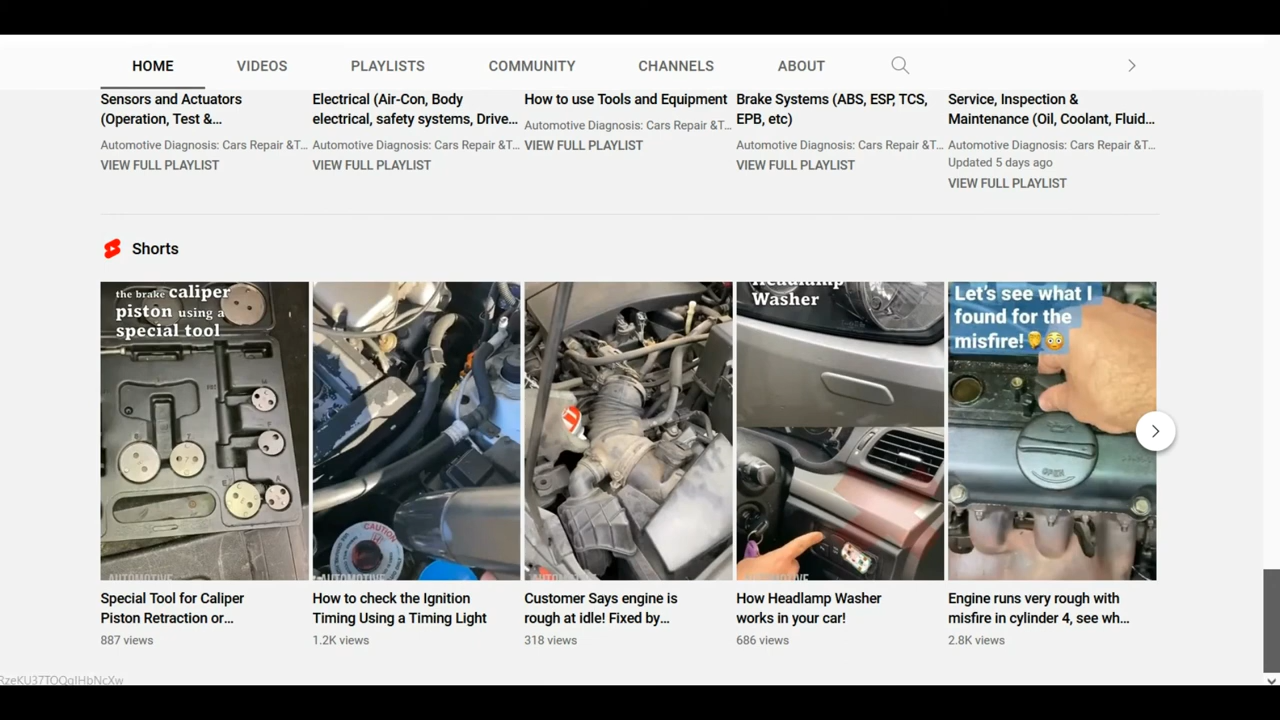 HOME VIDEOS PLAYLISTS COMMUNITY CHANNELS ABOUT
Sensors and Actuators
(Operation, Test &...
Automotive Diagnosis: Cars Repair &T...
VIEW FULL PLAYLIST
Electrical (Air-Con, Body
electrical, safety systems, Drive...
Automotive Diagnosis: Cars Repair &T...
VIEW FULL PLAYLIST
How to use Tools and Equipment
Automotive Diagnosis: Cars Repair &T...
VIEW FULL PLAYLIST
Brake Systems (ABS, ESP, TCS,
EPB, etc)
Automotive Diagnosis: Cars Repair &T...
VIEW FULL PLAYLIST
Service, Inspection &
Maintenance (Oil, Coolant, Fluid...
Automotive Diagnosis: Cars Repair &T...
Updated 5 days ago
VIEW FULL PLAYLIST
Shorts
the brake caliper
piston using a
special tool
AUTOMOTIVE
Special Tool for Caliper
Piston Retraction or...
887 views
CAUTION
AUTOMOTIVE
How to check the Ignition
Timing Using a Timing Light
1.2K views
Customer Says engine is
rough at idle! Fixed by...
318 views
Headlamp
Washer
AUTOMOTIVE
How Headlamp Washer
works in your car!
686 views
Let's see what I
found for the
misfire!
Engine runs very rough with
misfire in cylinder 4, see wh...
2.8K views
RzeKU37TOQgIHbNcXw